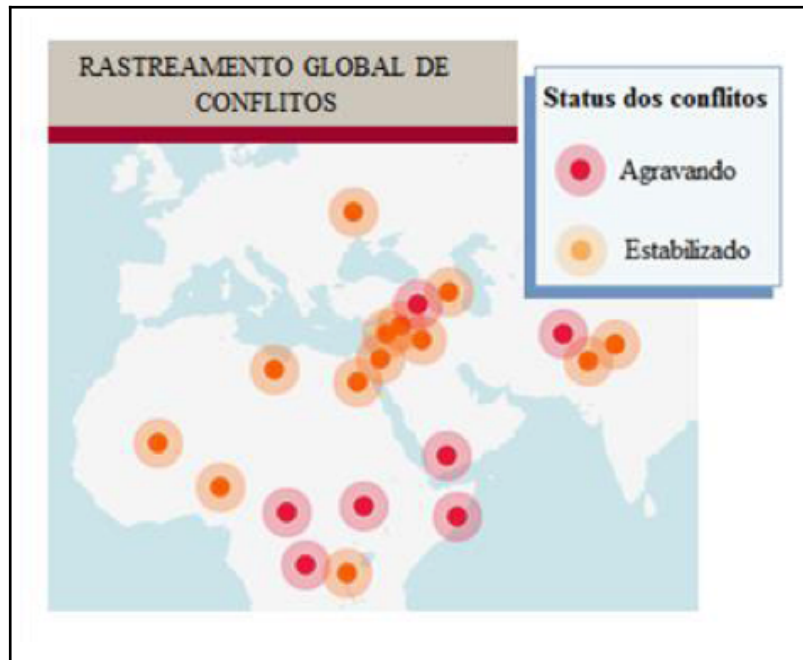 RASTREAMENTO GLOBAL DE
CONFLITOS
Status dos conflitos
Agravando
Estabilizado